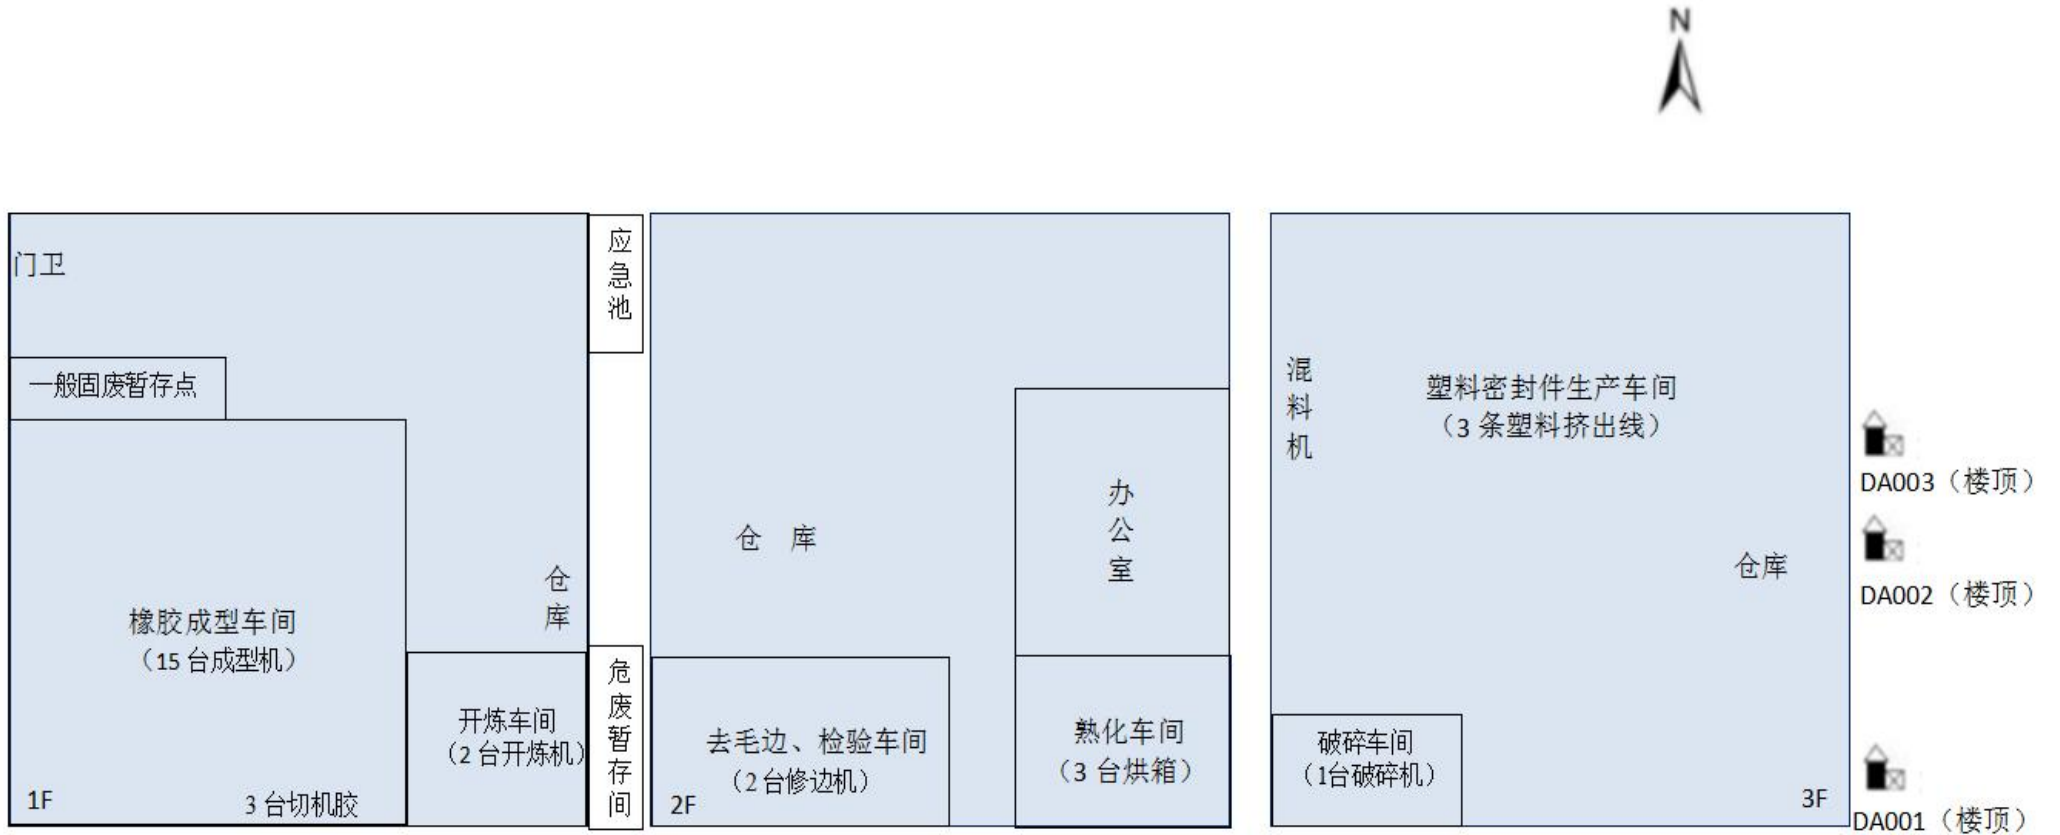 N
门卫
一般固废暂存点
橡胶成型车间
（15 台成型机）
1F
3 台切机胶
仓
库
开炼车间
（2 台开炼机）
应
急
池
危
废
暂
存
间
仓 库
办
公
室
去毛边、检验车间
（2 台修边机）
2F
熟化车间
（3 台烘箱）
混
料
机
塑料密封件生产车间
（3 条塑料挤出线）
仓库
破碎车间
（1台破碎机）
3F
DA003（楼顶）
DA002（楼顶）
DA001（楼顶）